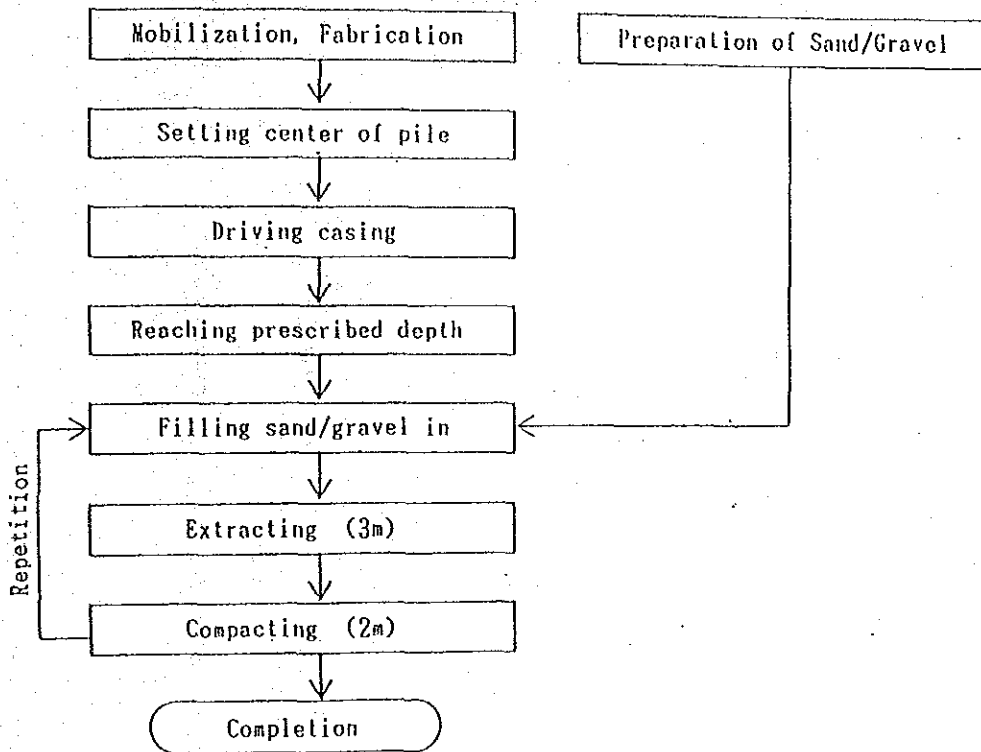 Mobilization, Fabrication
Preparation of Sand/Gravel
Setting center of pile
Driving casing
Reaching prescribed depth
Filling sand/gravel in
Extracting (3m)
Compacting (2m)
Repetition
Completion